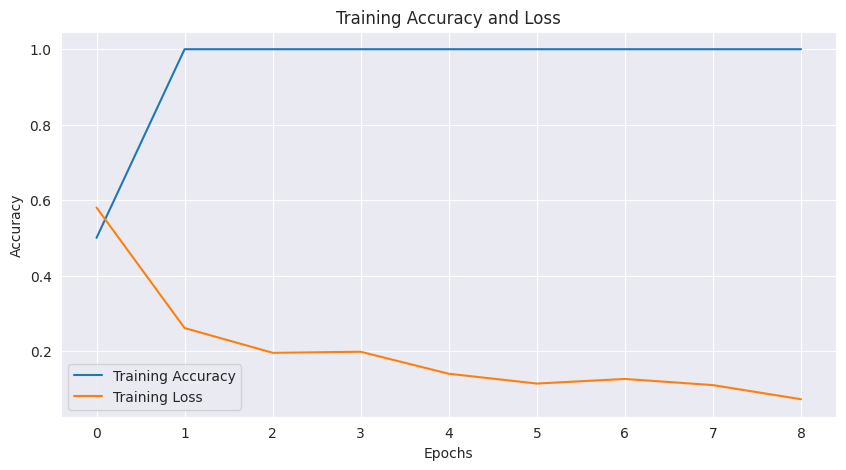 Training Accuracy and Loss
1.0
0.8
0.6
0.4
0.2
Accuracy
Training Accuracy
Training Loss
0 1 2 3 4 5 6 7 8
Epochs